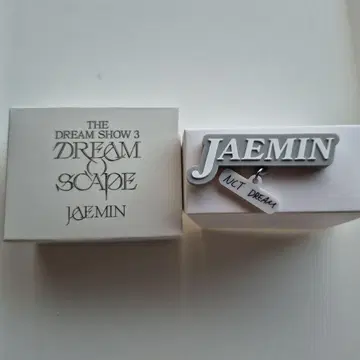 THE
DREAM SHOW 3
DREAM
SCAPE
JAEMIN
JAEMIN
NCT DREAM